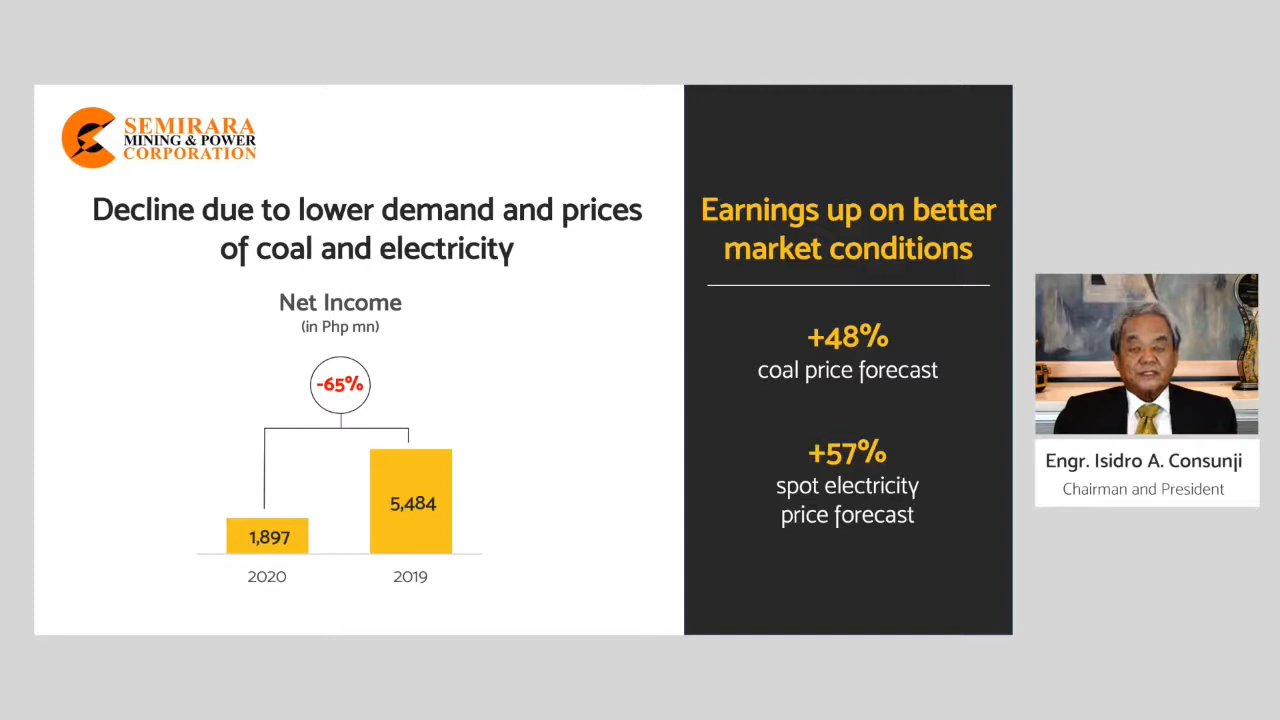 SEMIRARA
MINING & POWER
CORPORATION
Decline due to lower demand and prices
of coal and electricity
Net Income
(in Php mn)
-65%
1,897
5,484
2020
2019
Earnings up on better
market conditions
+48%
coal price forecast
+57%
spot electricity
price forecast
Engr. Isidro A. Consunji
Chairman and President